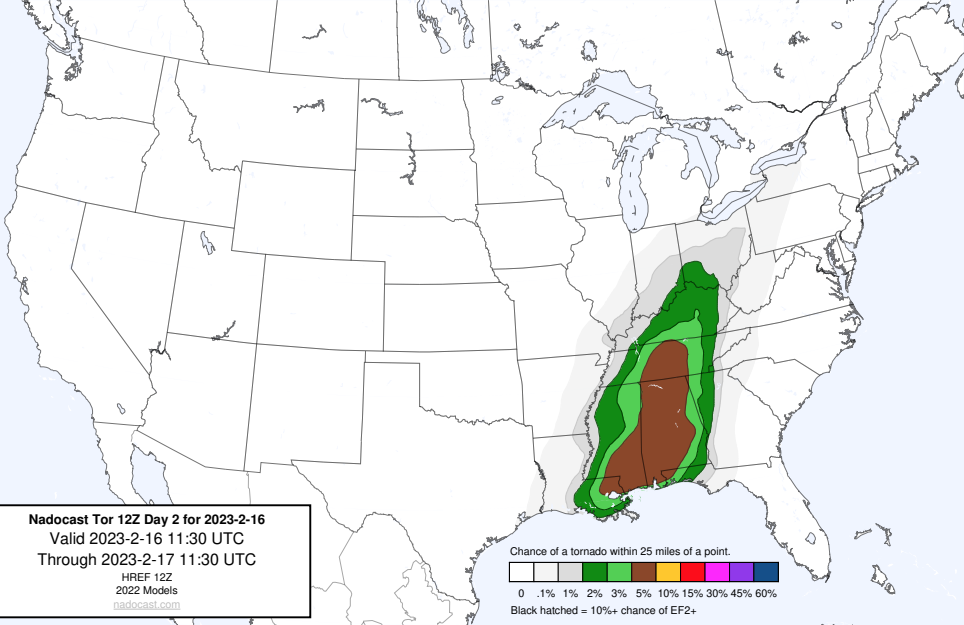 Nadocast Tor 12Z Day 2 for 2023-2-16
Valid 2023-2-16 11:30 UTC
Through 2023-2-17 11:30 UTC
HREF 12Z
2022 Models
nadocast.com
Chance of a tornado within 25 miles of a point.
0 .1% 1% 2% 3% 5% 10% 15% 30% 45% 60%
Black hatched = 10%+ chance of EF2+